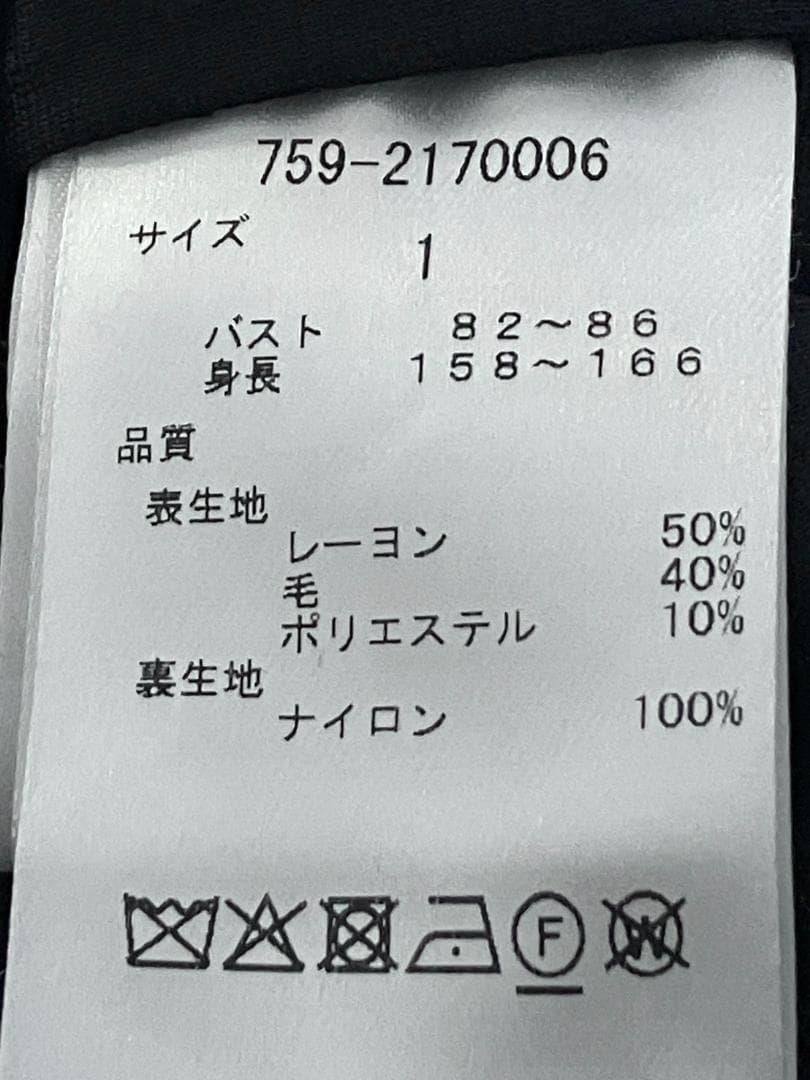 759-2170006
サイズ 1
バスト 82～86
身長 158～166
品質
表生地
レーヨン 50%
毛 40%
ポリエステル 10%
裏生地
ナイロン 100%
F W